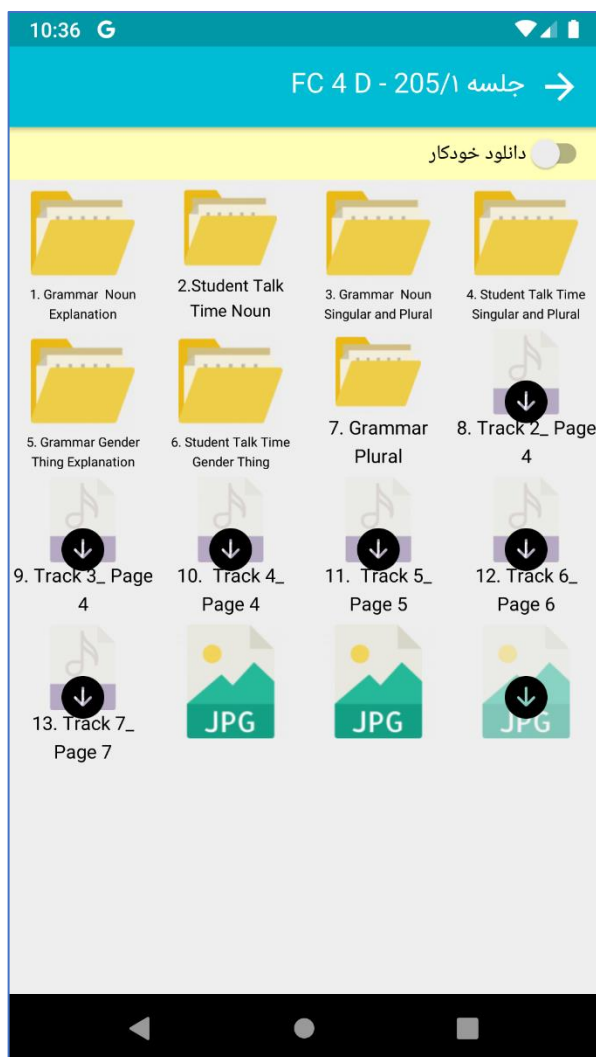 10:36 G
جلسه ۱/FC 4 D - 205
دانلود خودکار
1. Grammar Noun
Explanation
2.Student Talk
Time Noun
3. Grammar Noun
Singular and Plural
4. Student Talk Time
Singular and Plural
5. Grammar Gender
Thing Explanation
6. Student Talk Time
Gender Thing
7. Grammar
Plural
8. Track 2_ Page
4
9. Track 3_ Page
4
10. Track 4_
Page 4
11. Track 5_
Page 5
12. Track 6_
Page 6
13. Track 7_
Page 7
JPG
JPG
JPG